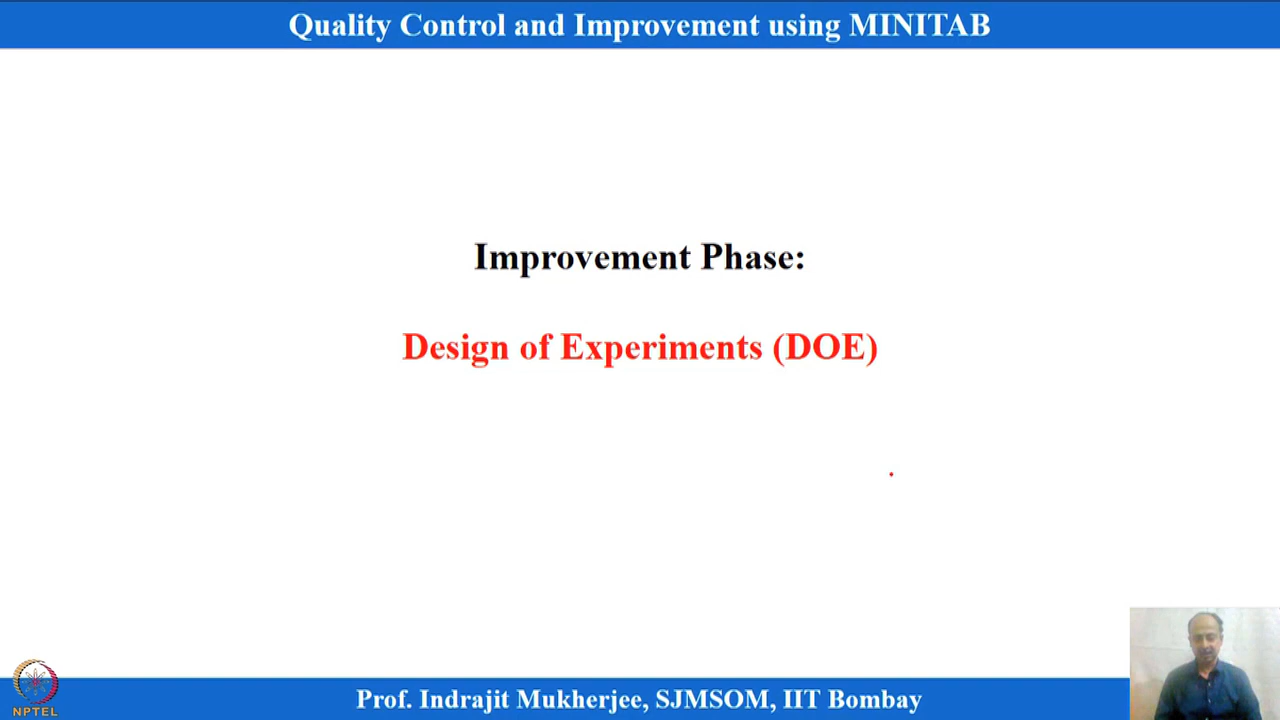 Quality Control and Improvement using MINITAB
Improvement Phase:
Design of Experiments (DOE)
NPTEL
Prof. Indrajit Mukherjee, SJMSOM, IIT Bombay